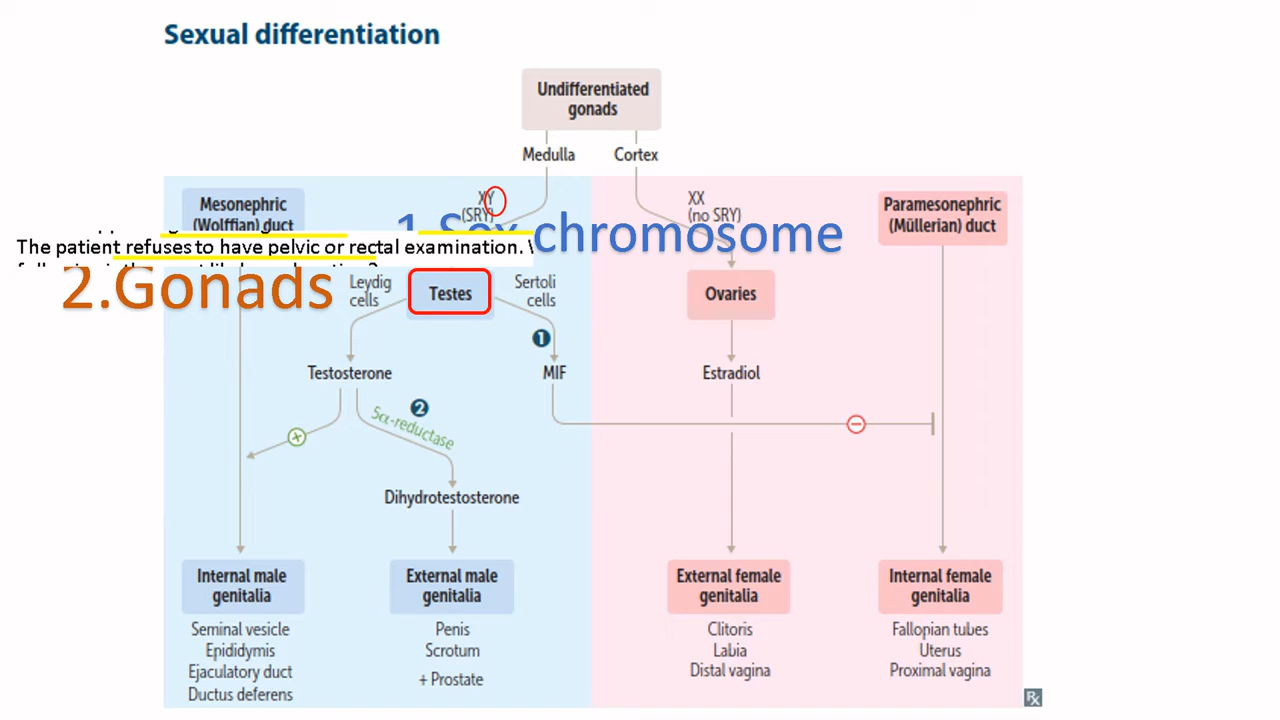 Sexual differentiation
Undifferentiated
gonads
Medulla
Cortex
Mesonephric
(Wolffian) duct
XY
(SRY)
XX
(no SRY)
Paramesonephric
(Müllerian) duct
1.Sex chromosome
The patient refuses to have pelvic or rectal examination.
2.Gonads
Leydig
cells
Testes
Sertoli
cells
Ovaries
1
Testosterone
MIF
Estradiol
2
5α-reductase
+
−
Dihydrotestosterone
Internal male
genitalia
External male
genitalia
External female
genitalia
Internal female
genitalia
Seminal vesicle
Epididymis
Ejaculatory duct
Ductus deferens
Penis
Scrotum
+ Prostate
Clitoris
Labia
Distal vagina
Fallopian tubes
Uterus
Proximal vagina
Rx